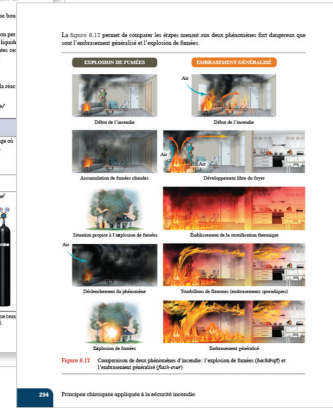 La figure 8.17 permet de comparer les étapes menant aux deux phénomènes fort dangereux que
sont l'embrasement généralisé et l'explosion de fumées.
EXPLOSION DE FUMÉES
EMBRASEMENT GÉNÉRALISÉ
Air
Début de l'incendie
Début de l'incendie
Air
Air
Accumulation de fumées chaudes
Développement libre du foyer
Situation propice à l'explosion de fumées
Établissement de la stratification thermique
Air
Déclenchement du phénomène
Tourbillons de flammes (embrasements sporadiques)
Explosion de fumées
Embrasement généralisé
Figure 8.17 Comparaison de deux phénomènes d'incendie : l'explosion de fumées (backdraft) et
l'embrasement généralisé (flash-over)
294 Principes chimiques appliqués à la sécurité incendie